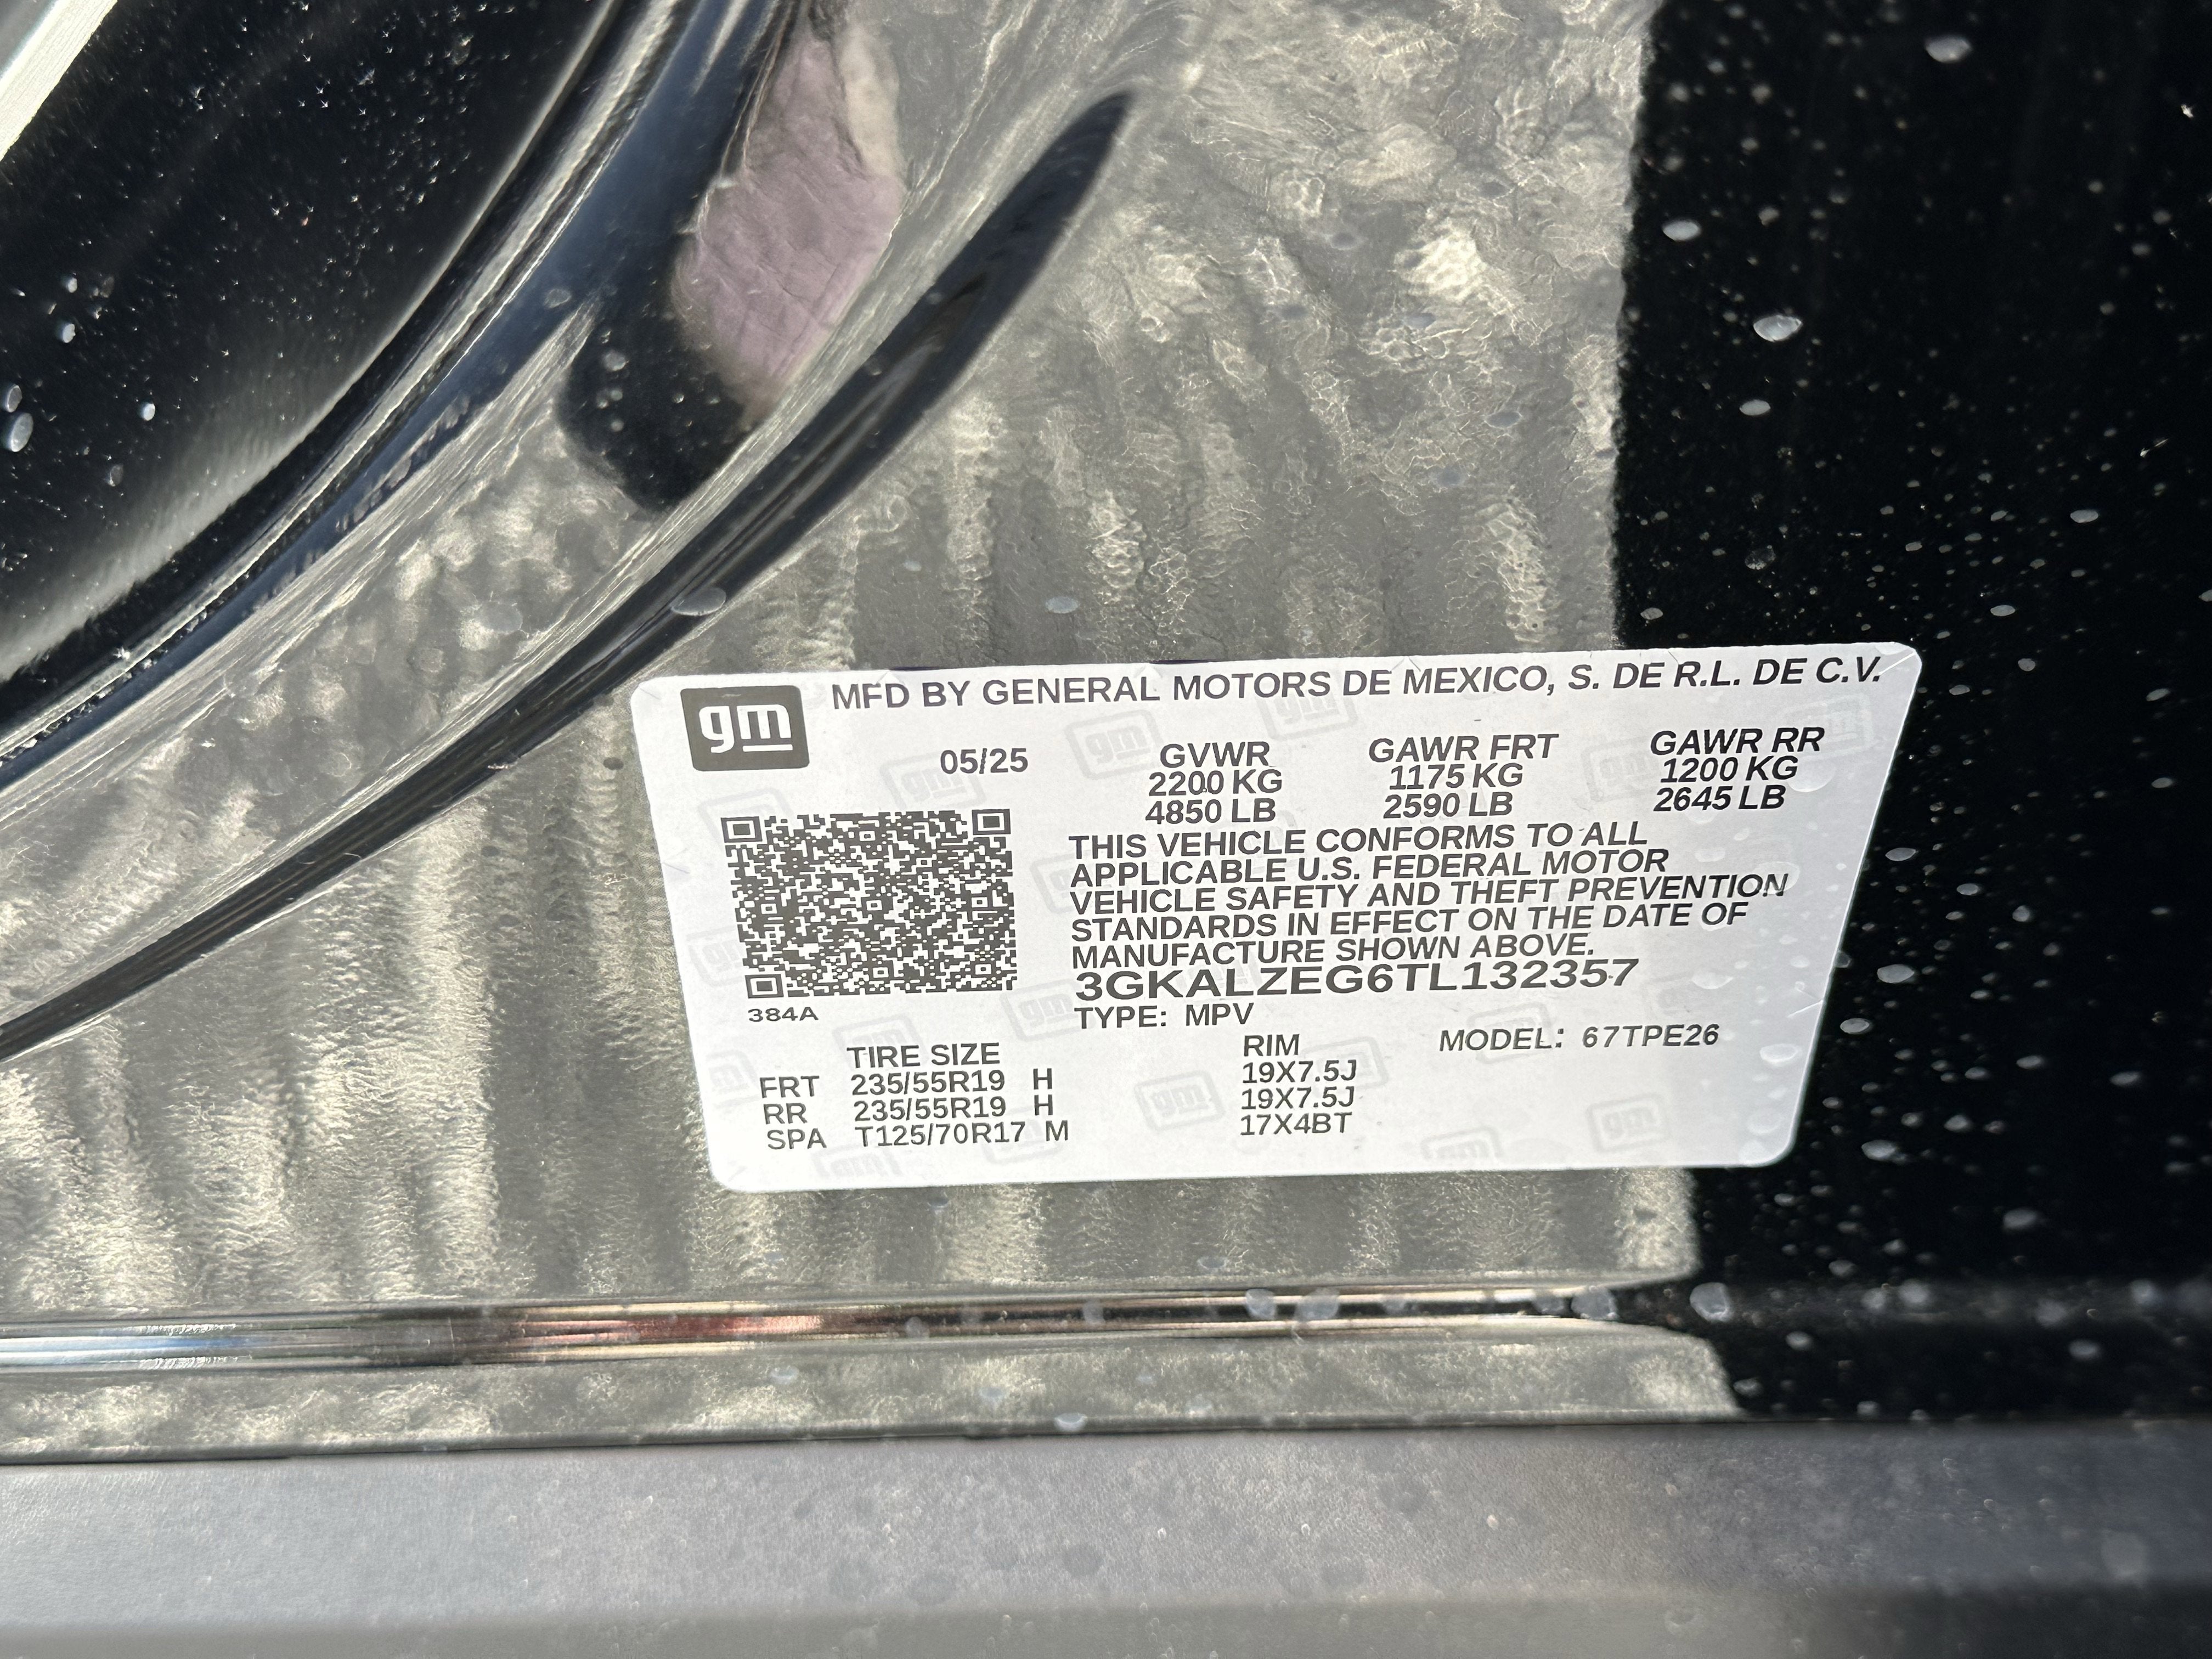 gm MFD BY GENERAL MOTORS DE MEXICO, S. DE R.L. DE C.V.
05/25 GVWR GAWR FRT GAWR RR
2200 KG 1175 KG 1200 KG
4850 LB 2590 LB 2645 LB
THIS VEHICLE CONFORMS TO ALL
APPLICABLE U.S. FEDERAL MOTOR
VEHICLE SAFETY AND THEFT PREVENTION
STANDARDS IN EFFECT ON THE DATE OF
MANUFACTURE SHOWN ABOVE.
3GKALZEG6TL132357
384A
TYPE: MPV
MODEL: 67TPE26
TIRE SIZE RIM
FRT 235/55R19 H 19X7.5J
RR 235/55R19 H 19X7.5J
SPA T125/70R17 M 17X4BT